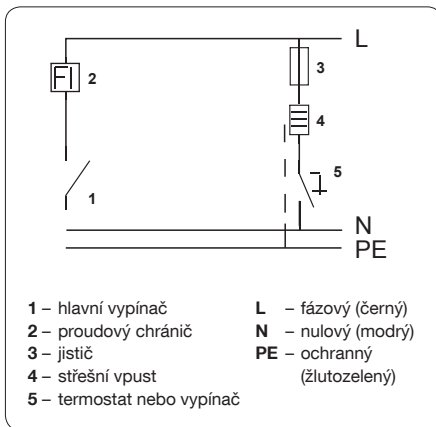 L
FI
2
3
4
5
1
N
PE
1 – hlavní vypínač
2 – proudový chránič
3 – jistič
4 – střešní vpust
5 – termostat nebo vypínač
L – fázový (černý)
N – nulový (modrý)
PE – ochranný
(žlutozelený)